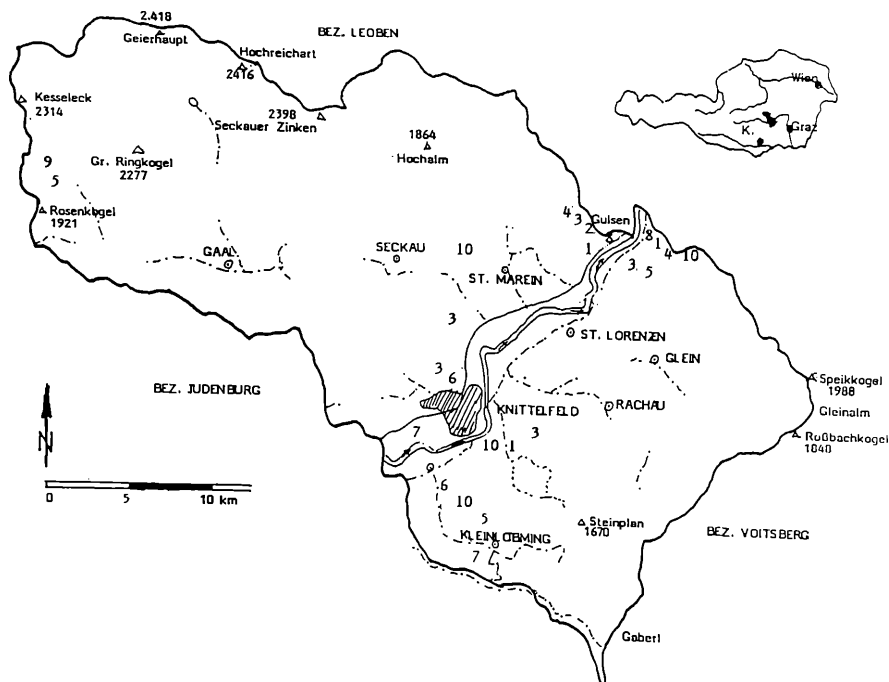 2.418
Geierhaupt
BEZ. LEOBEN
Hochreichart
2416
Kesseleck
2314
2398
Seckauer Zinken
Wien
K.
Graz
1864
Hochalm
Gr. Ringkogel
2277
9
5
Rosenkogel
1921
4
3
2
Gulsen
1
8
1
4
10
3
5
GAAL
SECKAU
10
ST. MAREIN
3
ST. LORENZEN
GLEIN
3
6
BEZ. JUDENBURG
Speikkogel
1988
Gleinalm
KNITTELFELD
RACHAU
Rußbachkogel
1840
7
10
1
3
N
0
5
10 km
6
10
5
Steinplan
1670
BEZ. VOITSBERG
KLEINLOBMING
7
Gaberl